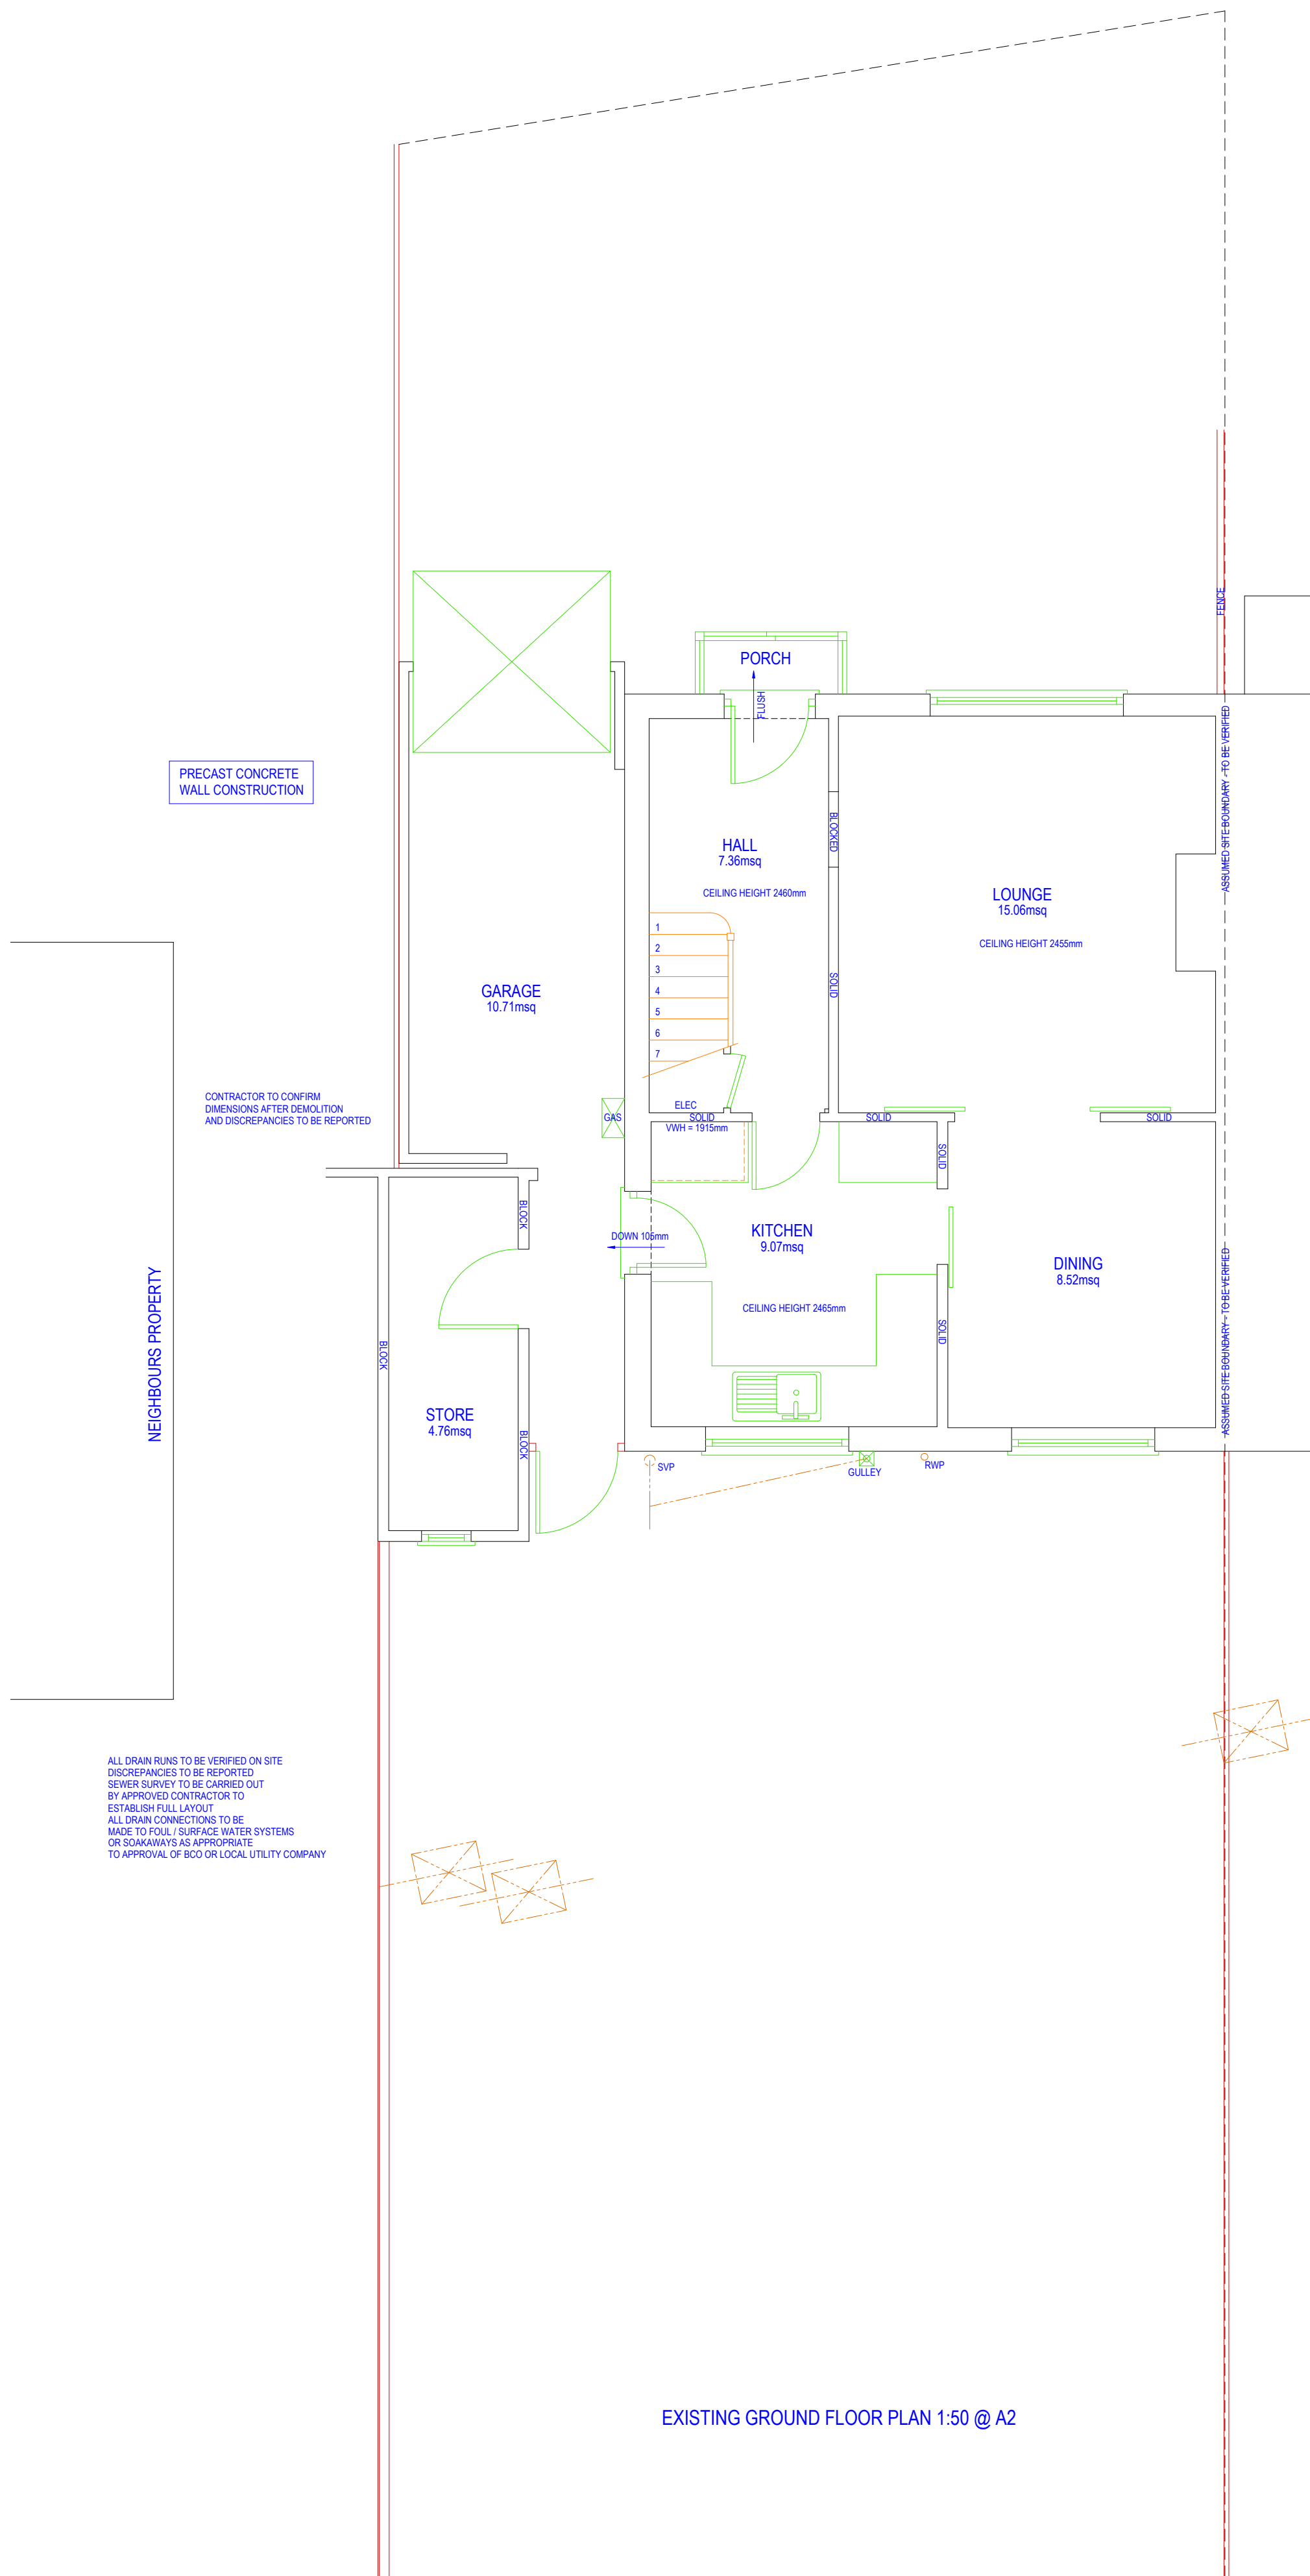 FENCE
PORCH
FLUSH
ASSUMED SITE BOUNDARY - TO BE VERIFIED
PRECAST CONCRETE
WALL CONSTRUCTION
HALL
7.36msq
BLOCKED
CEILING HEIGHT 2460mm
LOUNGE
15.06msq
CEILING HEIGHT 2455mm
1
2
3
4
5
6
7
SOLID
GARAGE
10.71msq
CONTRACTOR TO CONFIRM
DIMENSIONS AFTER DEMOLITION
AND DISCREPANCIES TO BE REPORTED
GAS
ELEC
SOLID
VWH = 1915mm
SOLID
SOLID
SOLID
BLOCK
DOWN 105mm
KITCHEN
9.07msq
CEILING HEIGHT 2465mm
DINING
8.52msq
SOLID
ASSUMED SITE BOUNDARY - TO BE VERIFIED
NEIGHBOURS PROPERTY
BLOCK
STORE
4.76msq
BLOCK
SVP
GULLEY
RWP
ALL DRAIN RUNS TO BE VERIFIED ON SITE
DISCREPANCIES TO BE REPORTED
SEWER SURVEY TO BE CARRIED OUT
BY APPROVED CONTRACTOR TO
ESTABLISH FULL LAYOUT
ALL DRAIN CONNECTIONS TO BE
MADE TO FOUL / SURFACE WATER SYSTEMS
OR SOAKAWAYS AS APPROPRIATE
TO APPROVAL OF BCO OR LOCAL UTILITY COMPANY
EXISTING GROUND FLOOR PLAN 1:50 @ A2